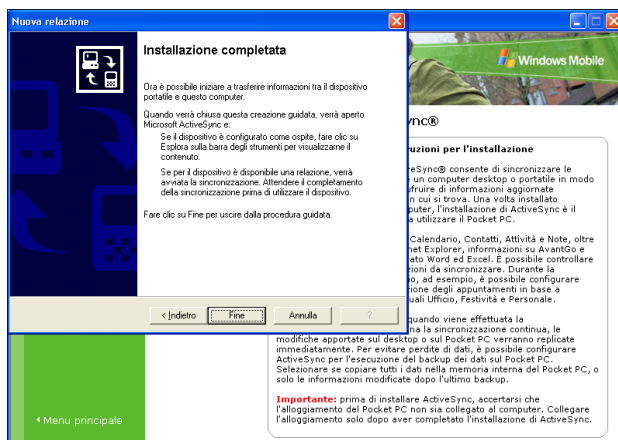 Nuova relazione
Installazione completata
Ora è possibile iniziare a trasferire informazioni tra il dispositivo
portatile e questo computer.
Quando verrà chiusa questa creazione guidata, verrà aperto
Microsoft ActiveSync e:
Se il dispositivo è configurato come ospite, fare clic su
Esplora sulla barra degli strumenti per visualizzarne il
contenuto.
Se per il dispositivo è disponibile una relazione, verrà
avviata la sincronizzazione. Attendere il completamento
della sincronizzazione prima di utilizzare il dispositivo.
Fare clic su Fine per uscire dalla procedura guidata.
< Indietro
Fine
Annulla
?
Windows Mobile
ync®
ruzioni per l'installazione
veSync® consente di sincronizzare le
e un computer desktop o portatile in modo
ufruire di informazioni aggiornate
n cui si trova. Una volta installato
puter, l'installazione di ActiveSync è il
a utilizzare il Pocket PC.
Calendario, Contatti, Attività e Note, oltre
net Explorer, informazioni su AvantGo e
ato Word ed Excel. È possibile controllare
zioni da sincronizzare. Durante la
no, ad esempio, è possibile configurare
zione degli appuntamenti in base a
uali Ufficio, Festività e Personale.
quando viene effettuata la
na la sincronizzazione continua, le
modifiche apportate sul desktop o sul Pocket PC verranno replicate
immediatamente. Per evitare perdite di dati, è possibile configurare
ActiveSync per l'esecuzione del backup dei dati sul Pocket PC.
Selezionare se copiare tutti i dati nella memoria interna del Pocket PC, o
solo le informazioni modificate dopo l'ultimo backup.
Importante: prima di installare ActiveSync, accertarsi che
l'alloggiamento del Pocket PC non sia collegato al computer. Collegare
l'alloggiamento solo dopo aver completato l'installazione di ActiveSync.
Menu principale